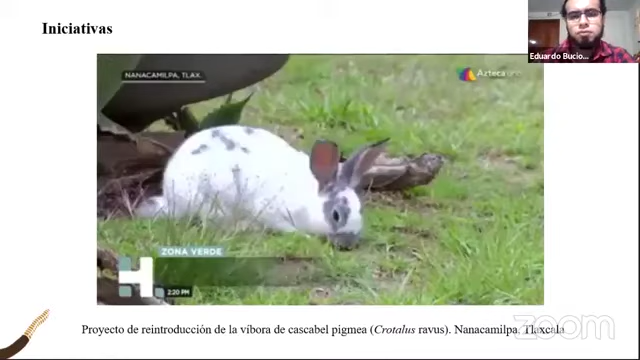 Iniciativas
Eduardo Bucio...
NANACAMILPA, TLAX.
Azteca uno
ZONA VERDE
H
2:20 PM
Proyecto de reintroducción de la víbora de cascabel pigmea (Crotalus ravus). Nanacamilpa. Tlaxcala
zoom